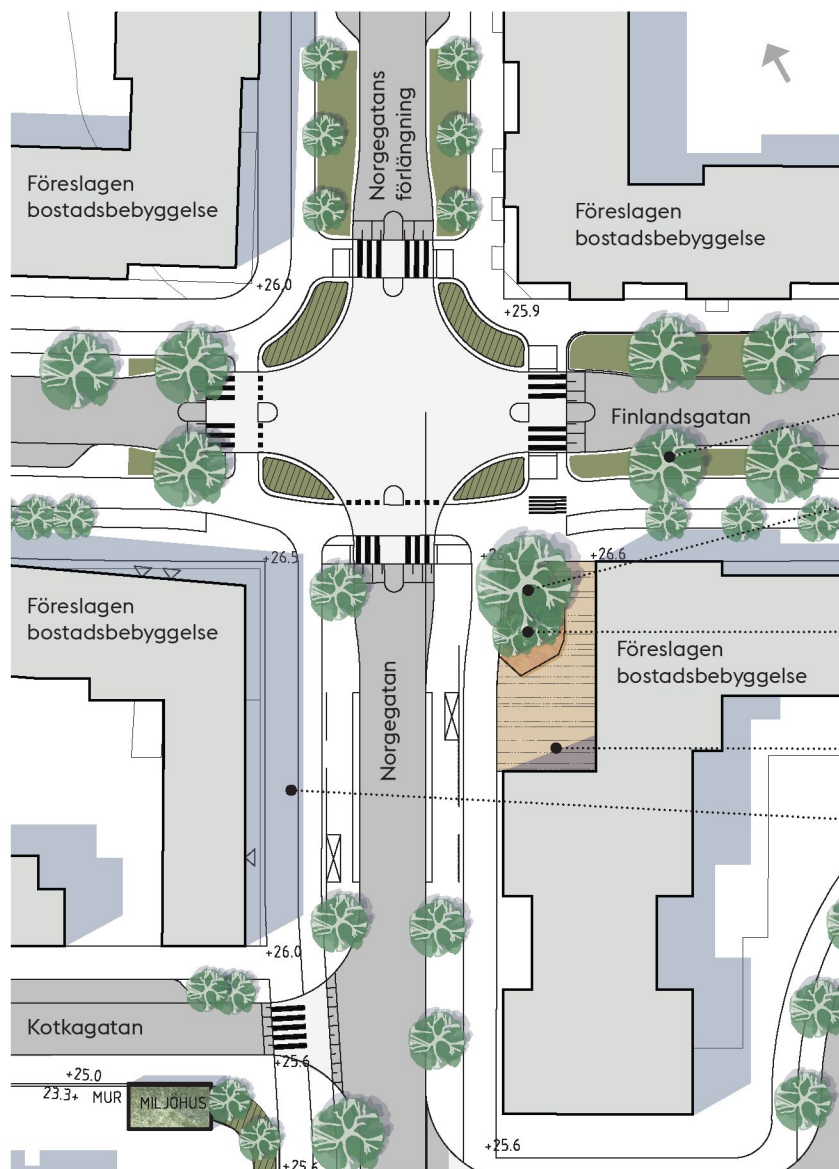 Norgegatans
förlängning
Föreslagen
bostadsbebyggelse
Föreslagen
bostadsbebyggelse
+26.0
+25.9
Finlandsgatan
+26.5
+26.6
Föreslagen
bostadsbebyggelse
Föreslagen
bostadsbebyggelse
Norgegatan
+26.0
Kotkagatan
+25.6
+25.0
23.3+ MUR
MILJÖHUS
+25.6
+25.6